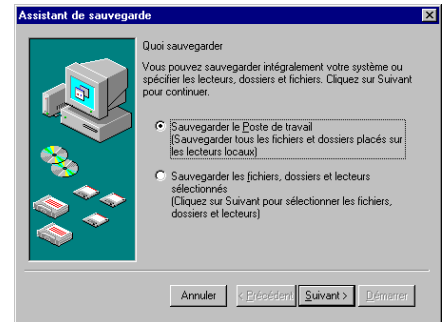 Assistant de sauvegarde
Quoi sauvegarder
Vous pouvez sauvegarder intégralement votre système ou
spécifier les lecteurs, dossiers et fichiers. Cliquez sur Suivant
pour continuer.
Sauvegarder le Poste de travail
(Sauvegarder tous les fichiers et dossiers placés sur
les lecteurs locaux)
Sauvegarder les fichiers, dossiers et lecteurs
sélectionnés
(Cliquez sur Suivant pour sélectionner les fichiers,
dossiers et lecteurs)
Annuler < Précédent Suivant > Démarrer